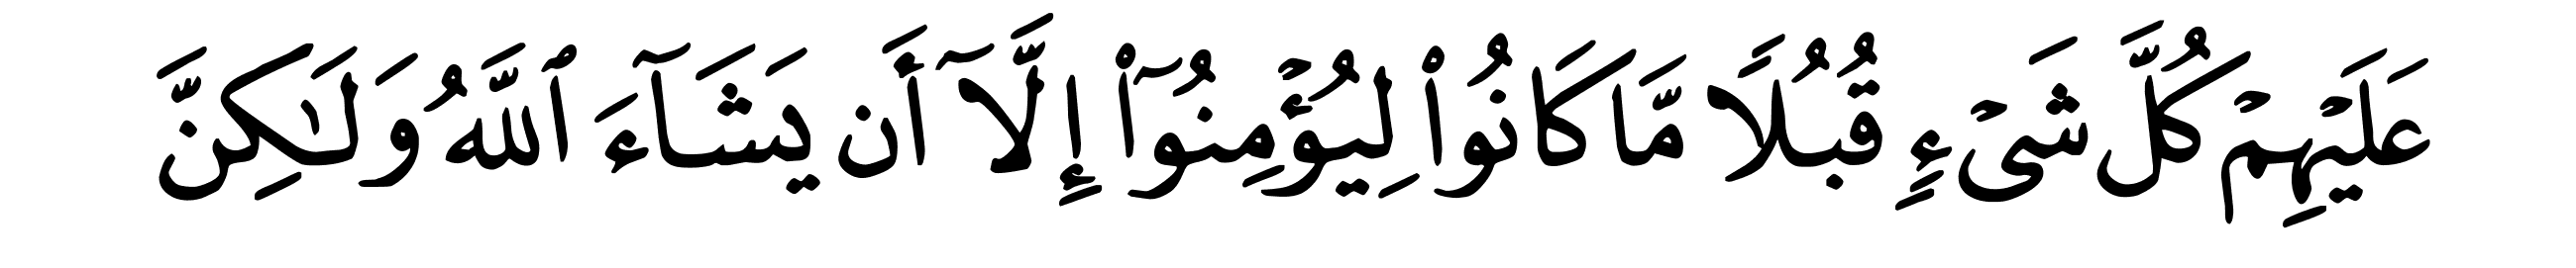 عَلَيۡهِمۡ كُلَّ شَىۡءٍ قُبُلًا مَّا كَانُوا۟ لِيُؤۡمِنُوٓا۟ إِلَّآ أَن يَشَآءَ ٱللَّهُ وَلَـٰكِنَّ